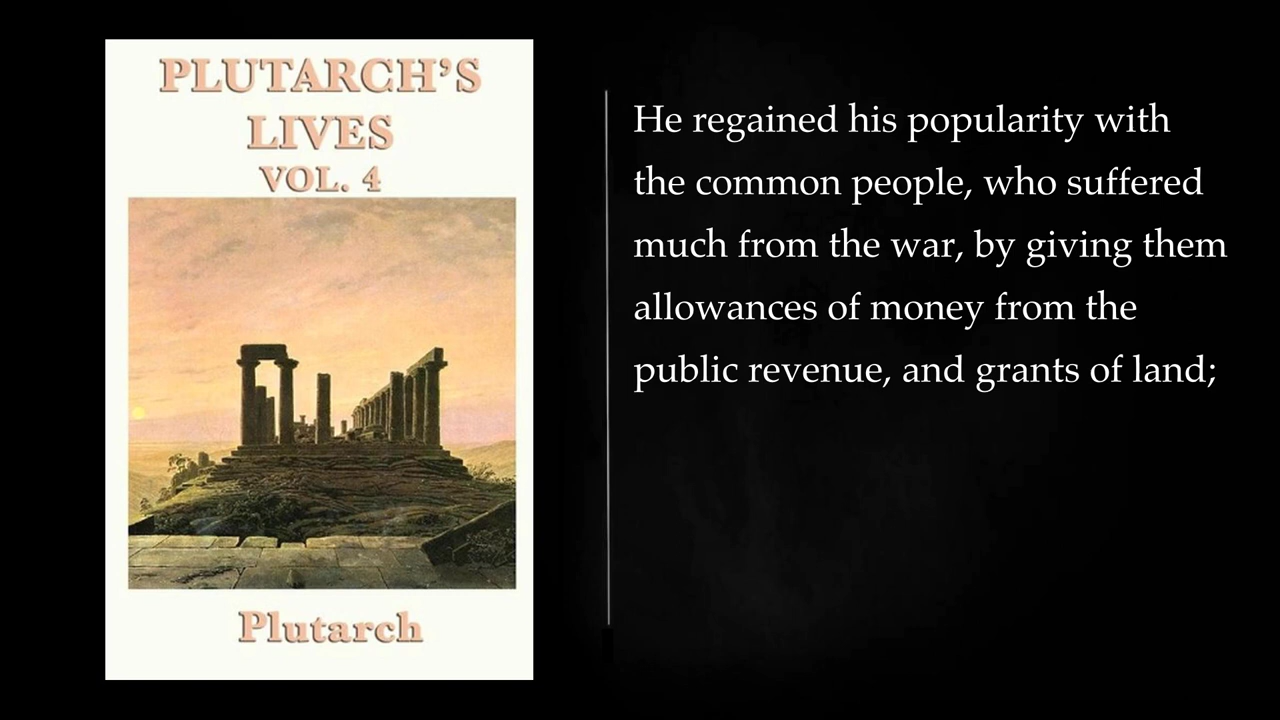 PLUTARCH'S
LIVES
VOL. 4
Plutarch
He regained his popularity with
the common people, who suffered
much from the war, by giving them
allowances of money from the
public revenue, and grants of land;